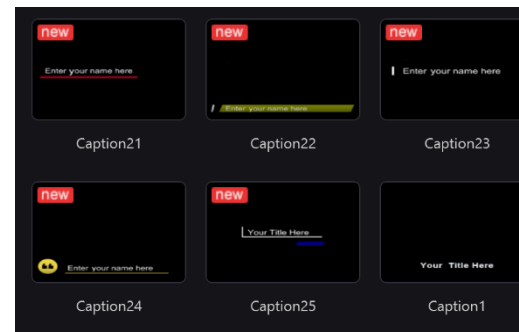 new new new
Enter your name here Enter your name here Enter your name here
Caption21 Caption22 Caption23
new new
Enter your name here Your Title Here Your Title Here
Caption24 Caption25 Caption1